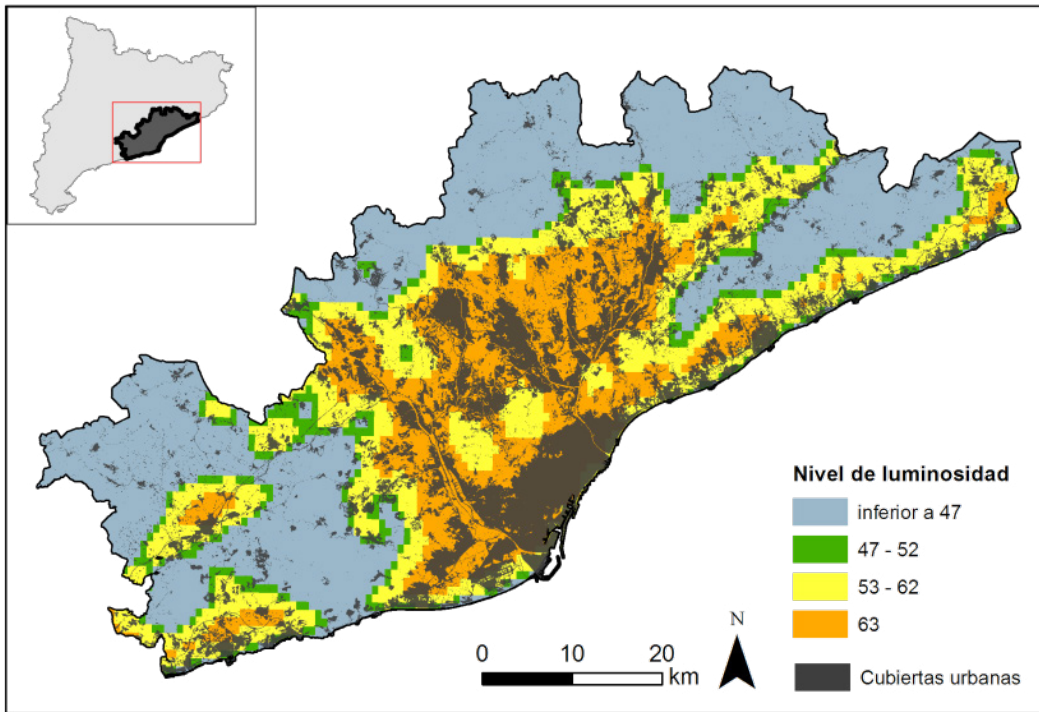 Nivel de luminosidad
inferior a 47
47 - 52
53 - 62
63
Cubiertas urbanas
N
0 10 20
km